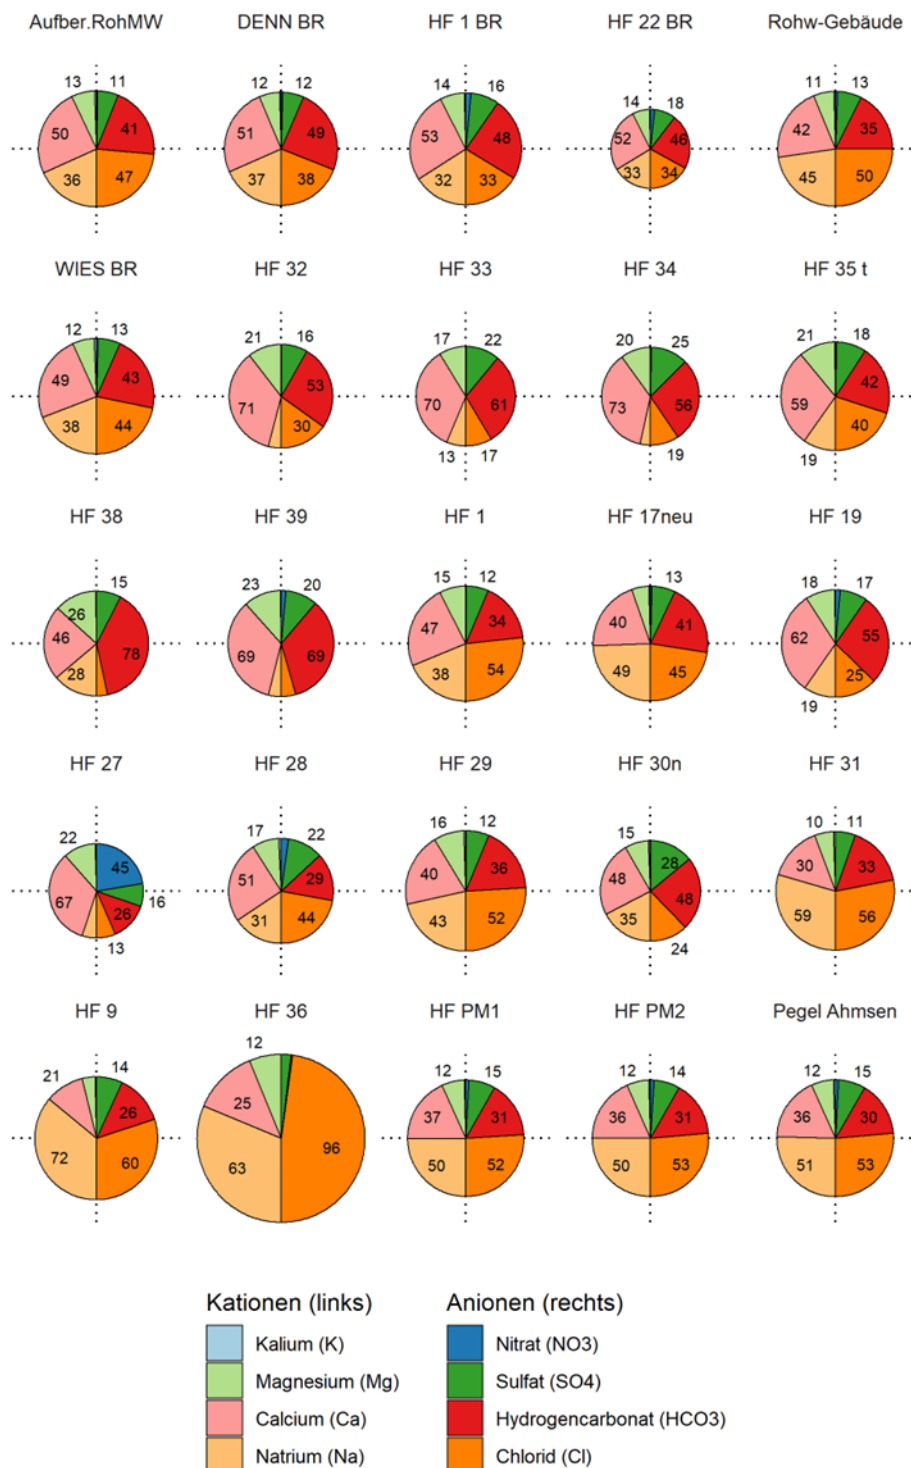 Aufber.RohMW DENN BR HF 1 BR HF 22 BR Rohw-Gebäude
13 11 12 12 14 16 14 18 11 13
50 41 51 49 53 48 52 46 42 35
36 47 37 38 32 33 33 34 45 50
WIES BR HF 32 HF 33 HF 34 HF 35 t
12 13 21 16 17 22 20 25 21 18
49 43 71 53 70 61 73 56 59 42
38 44 30 13 17 19 19 40
HF 38 HF 39 HF 1 HF 17neu HF 19
26 15 23 20 15 12 13 18 17
46 78 69 69 47 34 40 41 62 55
28 38 54 49 45 19 25
HF 27 HF 28 HF 29 HF 30n HF 31
22 45 17 22 16 12 15 28 10 11
67 26 16 51 29 40 36 48 48 30 33
13 31 44 43 52 35 24 59 56
HF 9 HF 36 HF PM1 HF PM2 Pegel Ahmsen
21 14 12 12 15 12 14 12 15
26 25 37 31 36 31 36 30
72 60 63 96 50 52 50 53 51 53
Kationen (links) Anionen (rechts)
Kalium (K) Nitrat (NO3)
Magnesium (Mg) Sulfat (SO4)
Calcium (Ca) Hydrogencarbonat (HCO3)
Natrium (Na) Chlorid (Cl)